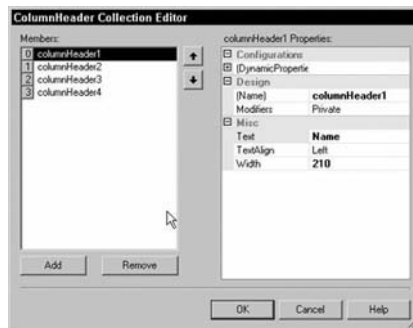 ColumnHeader Collection Editor
Members:
0 columnHeader1
1 columnHeader2
2 columnHeader3
3 columnHeader4
Add Remove
columnHeader1 Properties:
Configurations
(DynamicPropertie
Design
(Name) columnHeader1
Modifiers Private
Misc
Text Name
TextAlign Left
Width 210
OK Cancel Help